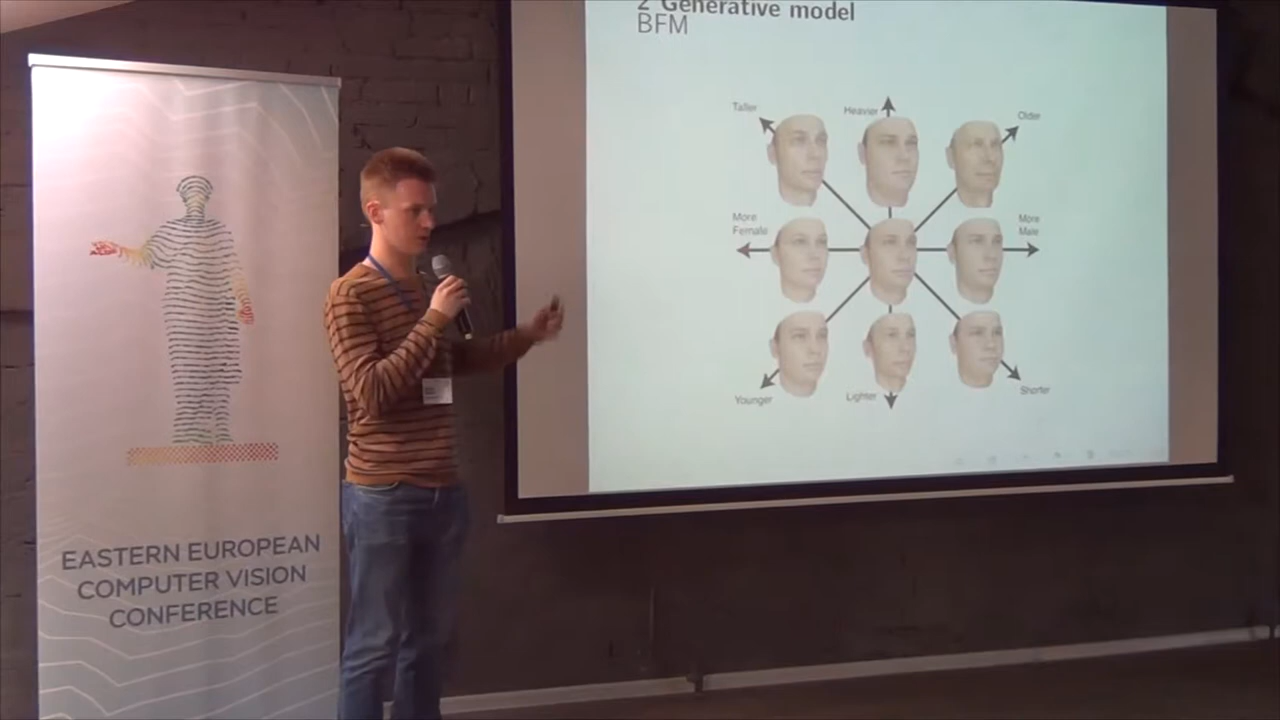 2 Generative model
BFM
Taller
Heavier
Older
More
Female
More
Male
Younger
Lighter
Shorter
EASTERN EUROPEAN
COMPUTER VISION
CONFERENCE